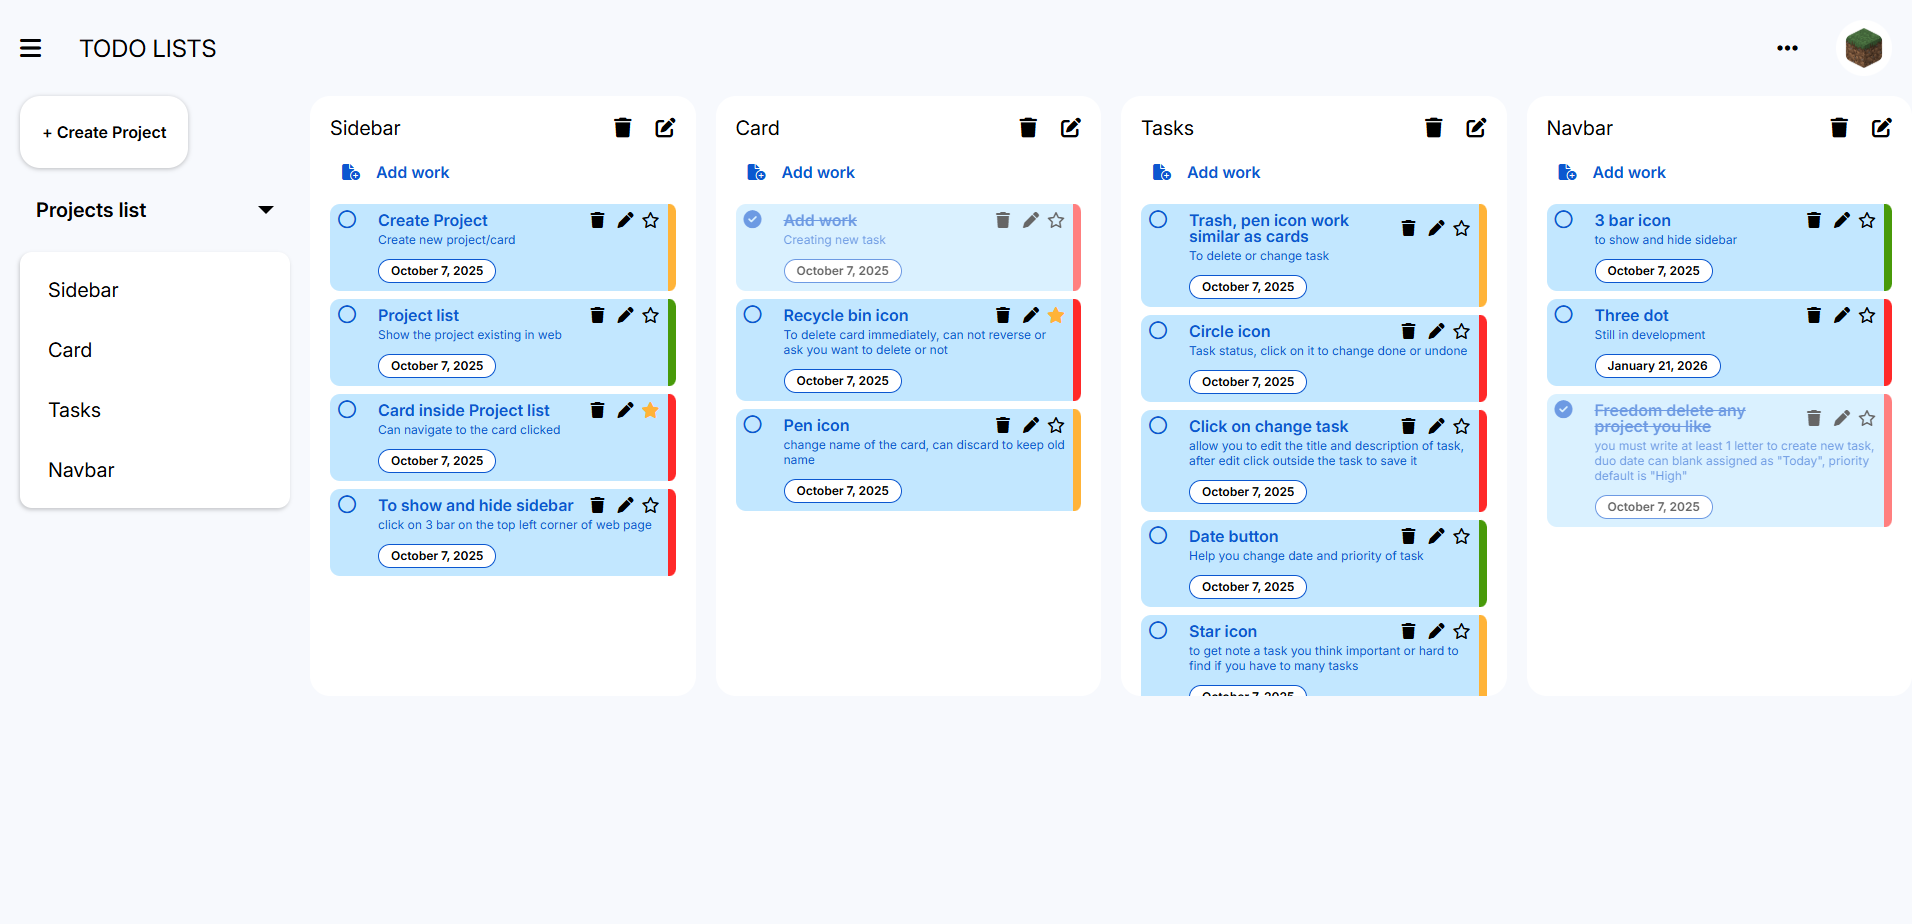 TODO LISTS
+ Create Project
Projects list
Sidebar
Card
Tasks
Navbar
Sidebar
Add work
Create Project
Create new project/card
October 7, 2025
Project list
Show the project existing in web
October 7, 2025
Card inside Project list
Can navigate to the card clicked
October 7, 2025
To show and hide sidebar
click on 3 bar on the top left corner of web page
October 7, 2025
Card
Add work
Add work
Creating new task
October 7, 2025
Recycle bin icon
To delete card immediately, can not reverse or
ask you want to delete or not
October 7, 2025
Pen icon
change name of the card, can discard to keep old
name
October 7, 2025
Tasks
Add work
Trash, pen icon work
similar as cards
To delete or change task
October 7, 2025
Circle icon
Task status, click on it to change done or undone
October 7, 2025
Click on change task
allow you to edit the title and description of task,
after edit click outside the task to save it
October 7, 2025
Date button
Help you change date and priority of task
October 7, 2025
Star icon
to get note a task you think important or hard to
find if you have to many tasks
October 7, 2025
Navbar
Add work
3 bar icon
to show and hide sidebar
October 7, 2025
Three dot
Still in development
January 21, 2026
Freedom delete any
project you like
you must write at least 1 letter to create new task,
duo date can blank assigned as "Today", priority
default is "High"
October 7, 2025